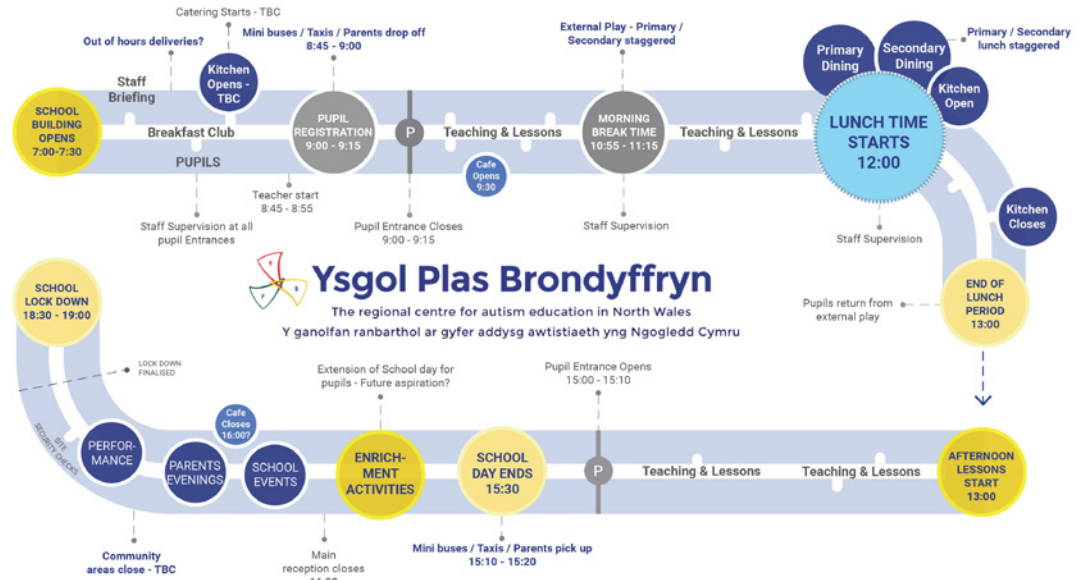 Catering Starts - TBC
Out of hours deliveries?
Mini buses / Taxis / Parents drop off
8:45 - 9:00
External Play - Primary /
Secondary staggered
Primary / Secondary
lunch staggered
Staff
Briefing
Kitchen
Opens -
TBC
Primary
Dining
Secondary
Dining
Kitchen
Open
SCHOOL
BUILDING
OPENS
7:00-7:30
Breakfast Club
PUPILS
PUPIL
REGISTRATION
9:00 - 9:15
P
Teaching & Lessons
Cafe
Opens
9:30
MORNING
BREAK TIME
10:55 - 11:15
Teaching & Lessons
LUNCH TIME
STARTS
12:00
Teacher start
8:45 - 8:55
Staff Supervision at all
pupil Entrances
Pupil Entrance Closes
9:00 - 9:15
Staff Supervision
Staff Supervision
Kitchen
Closes
Ysgol Plas Brondyffryn
The regional centre for autism education in North Wales
Y ganolfan ranbarthol ar gyfer addysg awtistiaeth yng Ngogledd Cymru
Pupils return from
external play
END OF
LUNCH
PERIOD
13:00
SCHOOL
LOCK DOWN
18:30 - 19:00
LOCK DOWN
FINALISED
SITE
SECURITY CHECKS
Extension of School day for
pupils - Future aspiration?
Pupil Entrance Opens
15:00 - 15:10
PERFOR-
MANCE
PARENTS
EVENINGS
Cafe
Closes
16:00?
SCHOOL
EVENTS
ENRICH-
MENT
ACTIVITIES
SCHOOL
DAY ENDS
15:30
P
Teaching & Lessons
Teaching & Lessons
AFTERNOON
LESSONS
START
13:00
Community
areas close - TBC
Main
reception closes
Mini buses / Taxis / Parents pick up
15:10 - 15:20